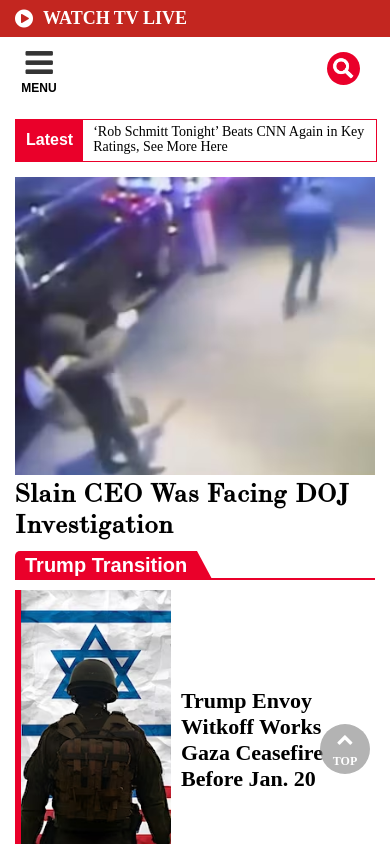 WATCH TV LIVE
MENU
Latest
‘Rob Schmitt Tonight’ Beats CNN Again in Key
Ratings, See More Here
Slain CEO Was Facing DOJ
Investigation
Trump Transition
Trump Envoy
Witkoff Works
Gaza Ceasefire
Before Jan. 20
TOP